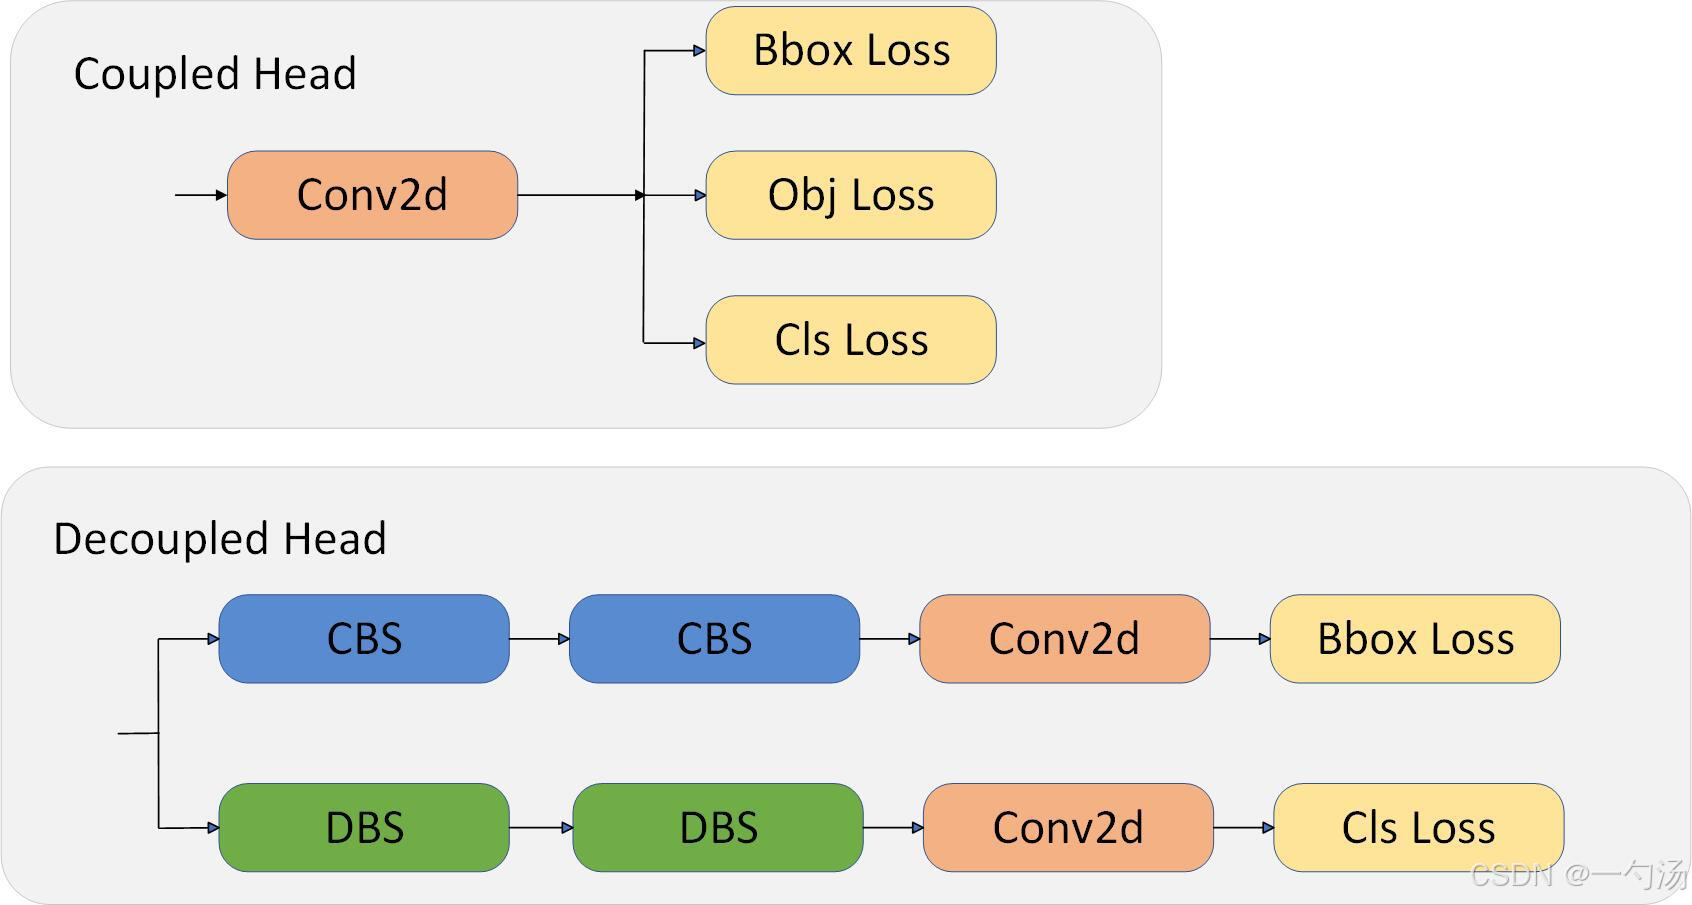 Coupled Head
Bbox Loss
Conv2d
Obj Loss
Cls Loss
Decoupled Head
CBS
CBS
Conv2d
Bbox Loss
DBS
DBS
Conv2d
Cls Loss
CSDN @一勺汤